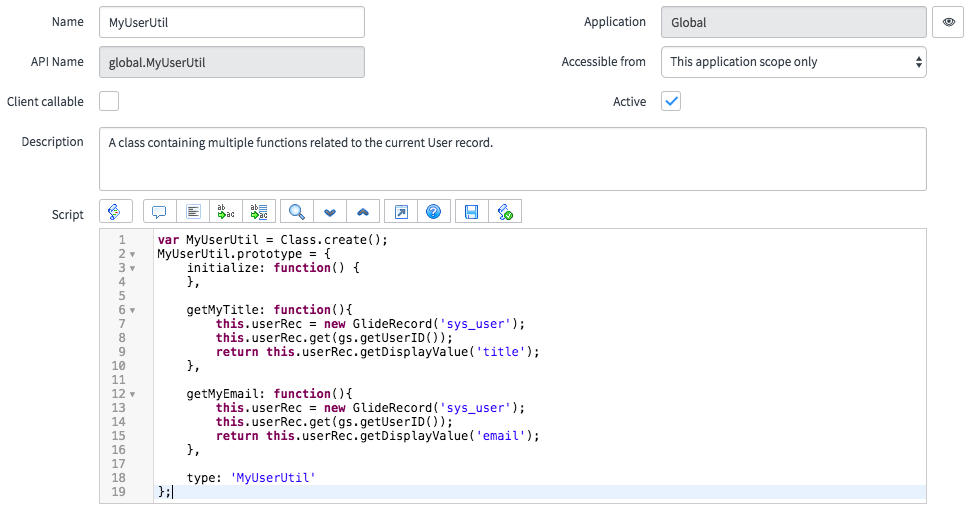 Name MyUserUtil Application Global
API Name global.MyUserUtil Accessible from This application scope only
Client callable Active
Description A class containing multiple functions related to the current User record.
Script
1 var MyUserUtil = Class.create();
2 MyUserUtil.prototype = {
3     initialize: function() {
4     },
5
6     getMyTitle: function(){
7         this.userRec = new GlideRecord('sys_user');
8         this.userRec.get(gs.getUserID());
9         return this.userRec.getDisplayValue('title');
10     },
11
12     getMyEmail: function(){
13         this.userRec = new GlideRecord('sys_user');
14         this.userRec.get(gs.getUserID());
15         return this.userRec.getDisplayValue('email');
16     },
17
18     type: 'MyUserUtil'
19 };